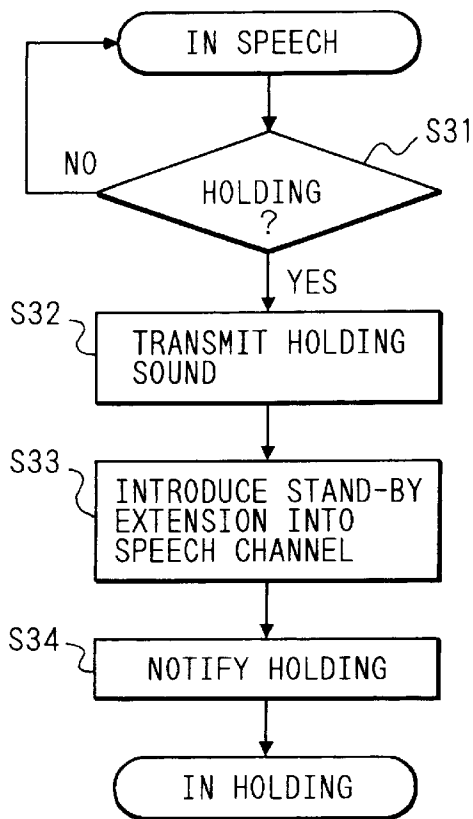 IN SPEECH
S31
NO
HOLDING
?
YES
S32
TRANSMIT HOLDING
SOUND
S33
INTRODUCE STAND-BY
EXTENSION INTO
SPEECH CHANNEL
S34
NOTIFY HOLDING
IN HOLDING